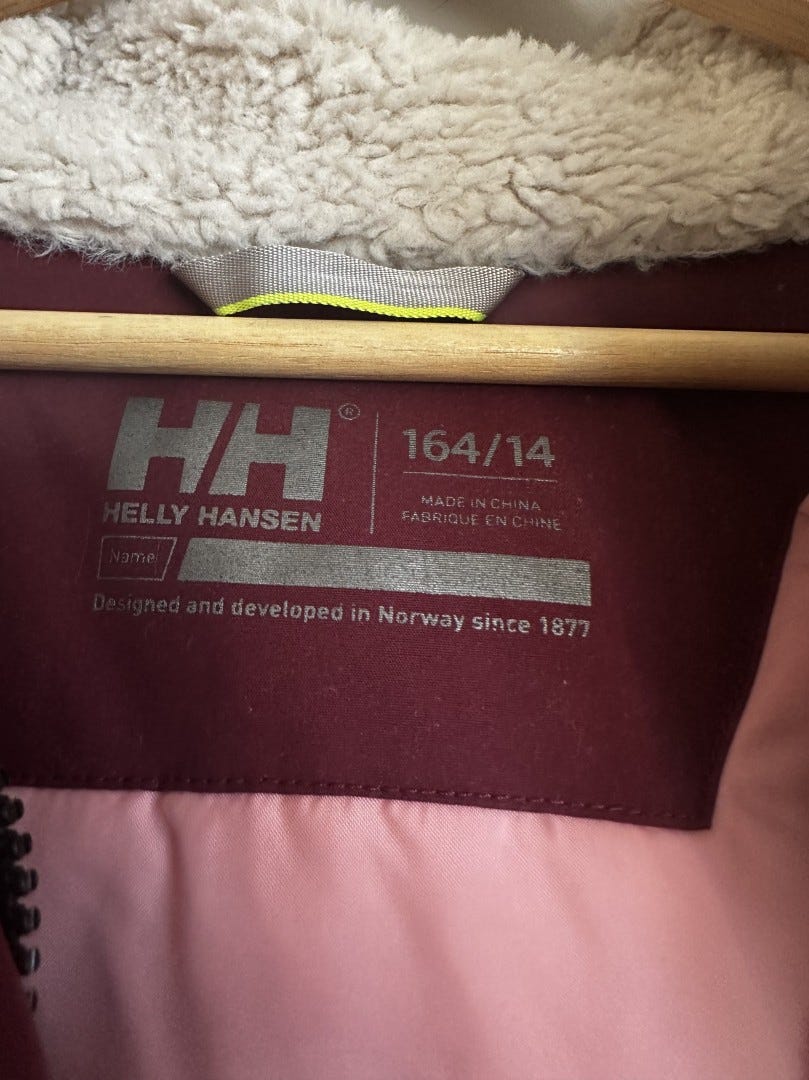 HH®
HELLY HANSEN
164/14
MADE IN CHINA
FABRIQUE EN CHINE
Name
Designed and developed in Norway since 1877